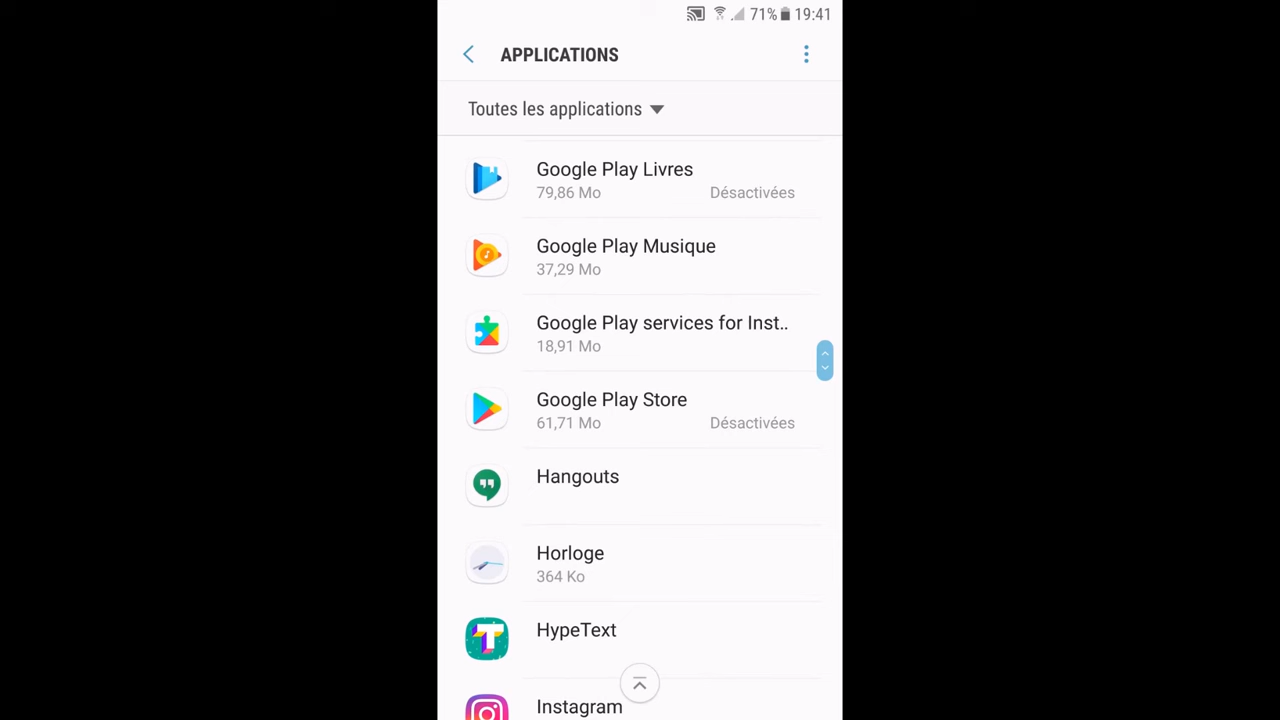 71% 19:41
APPLICATIONS
Toutes les applications
Google Play Livres
79,86 Mo Désactivées
Google Play Musique
37,29 Mo
Google Play services for Inst..
18,91 Mo
Google Play Store
61,71 Mo Désactivées
Hangouts
Horloge
364 Ko
HypeText
Instagram